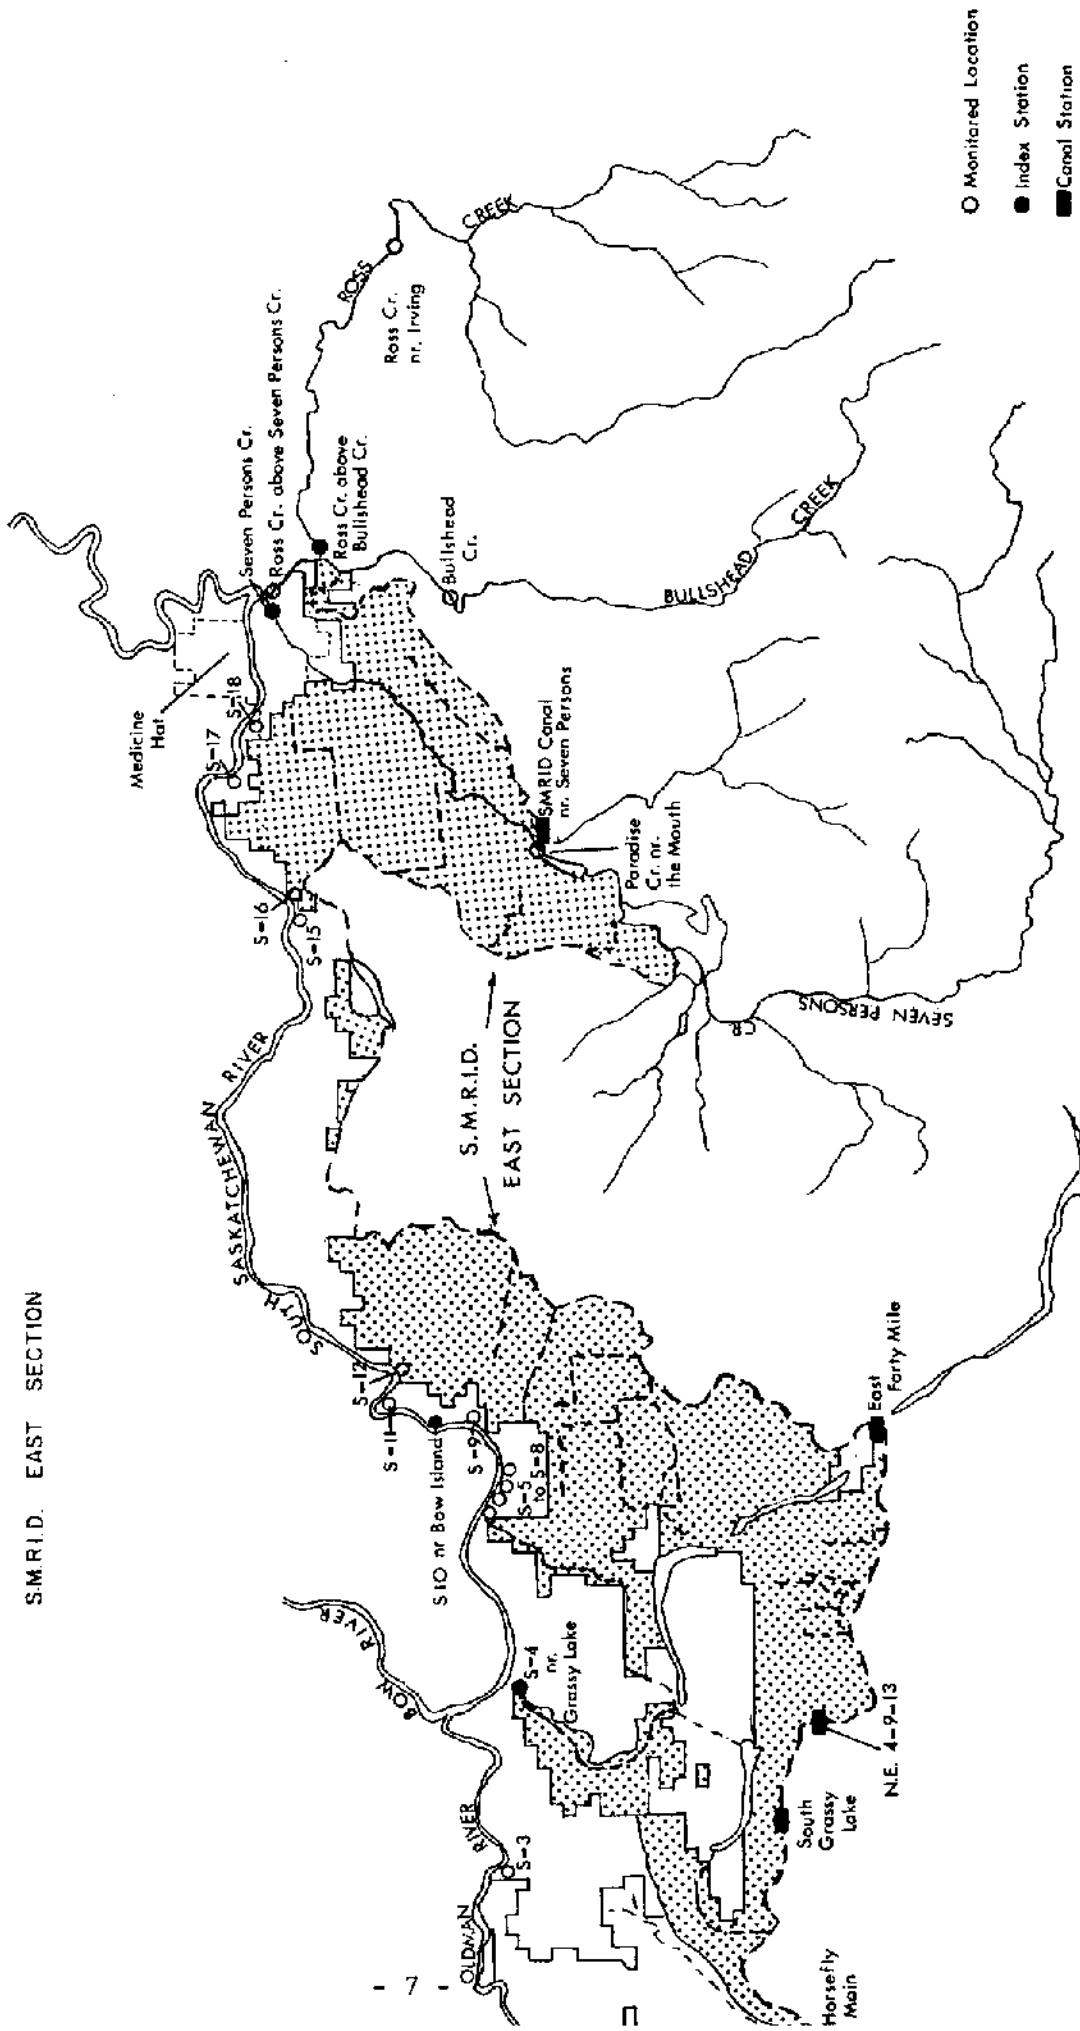 S.M.R.I.D. EAST SECTION
Medicine
Hat
S-17
S-18
Seven Persons Cr.
Ross Cr. above Seven Persons Cr.
Ross Cr. above
Bullshead Cr.
ROSS
CREEK
Ross Cr.
nr. Irving
Bullshead
Cr.
BULLSHEAD
CREEK
S-16
S-15
SMRID Canal
nr. Seven Persons
Paradise
Cr. nr.
the Mouth
SOUTH
SASKATCHEWAN
RIVER
S.M.R.I.D.
EAST SECTION
SEVEN PERSONS
CR.
S-12
S-11
S10 nr Bow Island
S-9
S-5
to S-8
BOW
RIVER
S-4
nr.
Grassy Lake
OLDMAN
RIVER
S-3
East
Forty Mile
N.E. 4-9-13
South
Grassy
Lake
Horsefly
Main
Monitored Location
Index Station
Canal Station
- 7 -